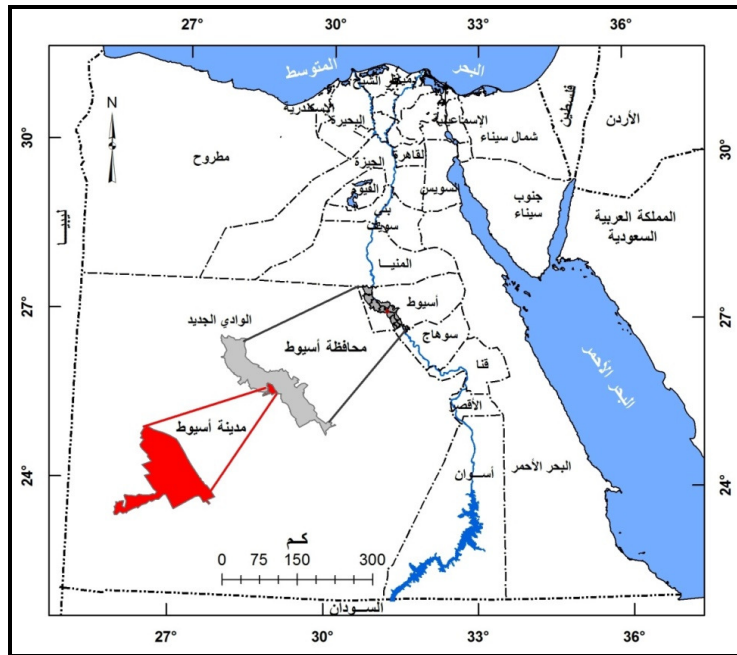 27° 30° 33° 36°
المتوسط
البحر
دمياط
الشيخ
الإسكندرية
البحيرة
الإسماعيلية
شمال سيناء
فلسطين
الأردن
N
30° 30°
مطروح
الجيزة
القاهرة
الفيوم
السويس
جنوب
سيناء
المملكة العربية
السعودية
ليبيا
بني
سويف
المنيا
27° 27°
أسيوط
الوادي الجديد
محافظة أسيوط
سوهاج
قنا
البحر الأحمر
الأقصر
مدينة أسيوط
24° 24°
أسوان
البحر الأحمر
كم
0 75 150 300
السودان
27° 30° 33° 36°